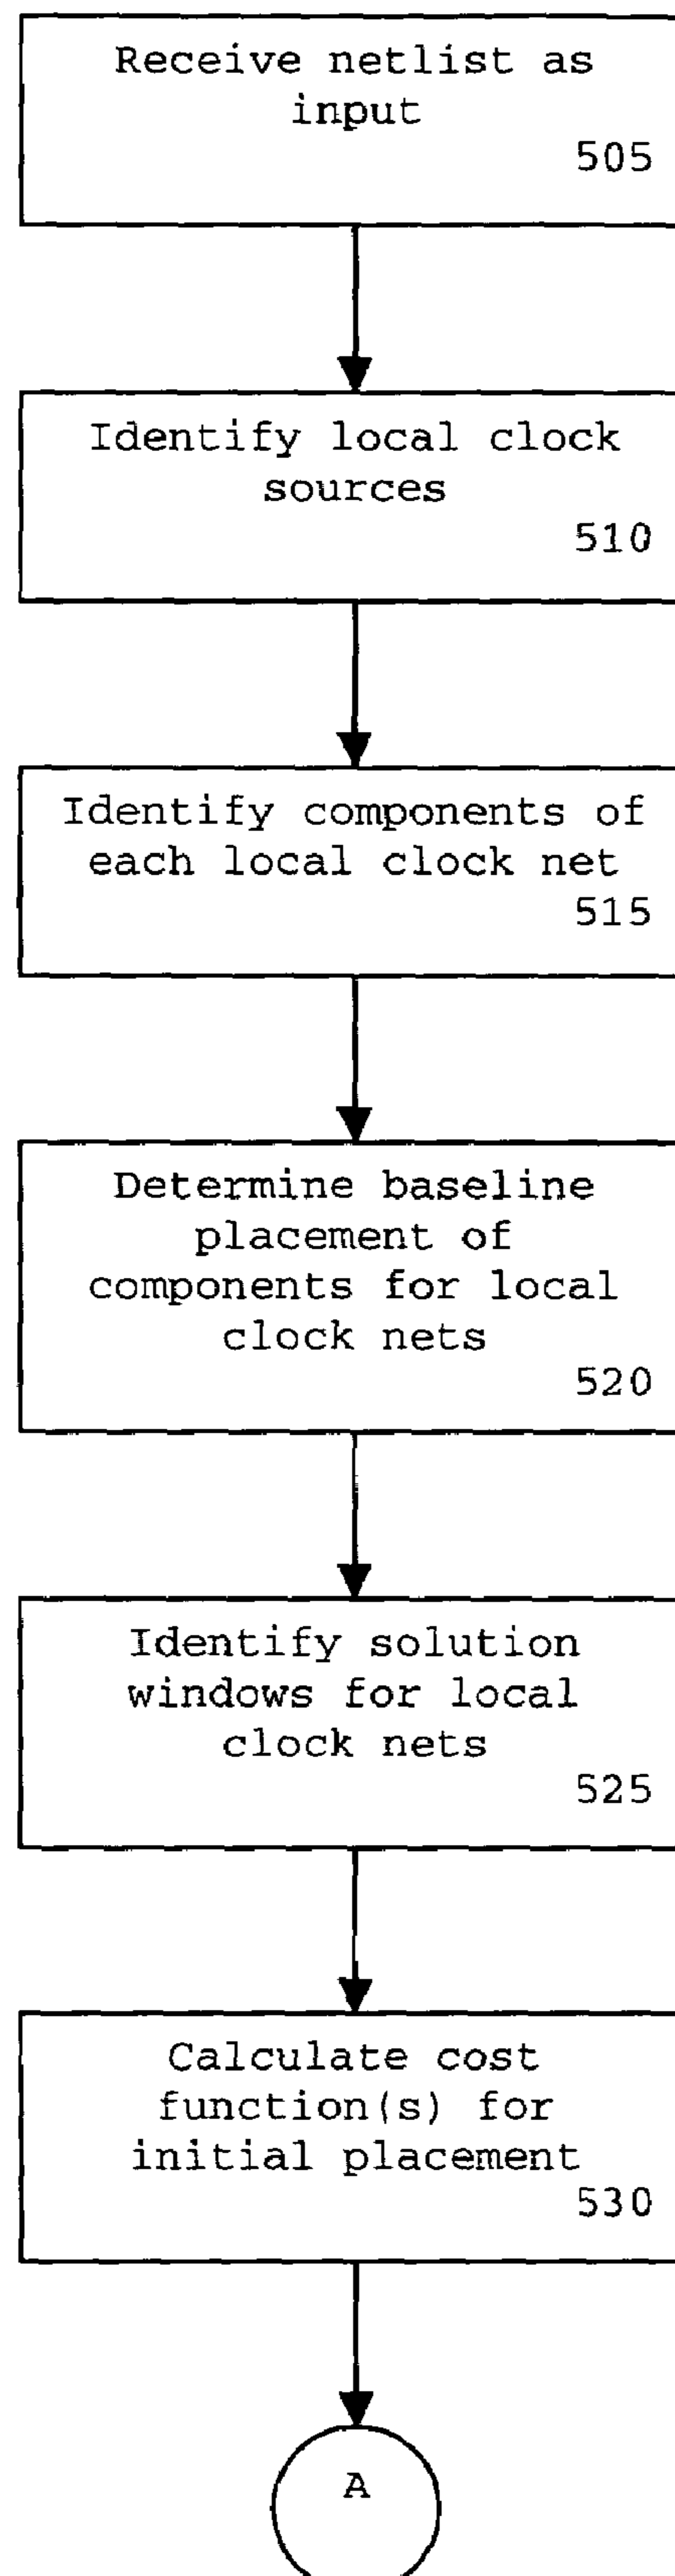 Receive netlist as
input
505
Identify local clock
sources
510
Identify components of
each local clock net
515
Determine baseline
placement of
components for local
clock nets
520
Identify solution
windows for local
clock nets
525
Calculate cost
function(s) for
initial placement
530
A